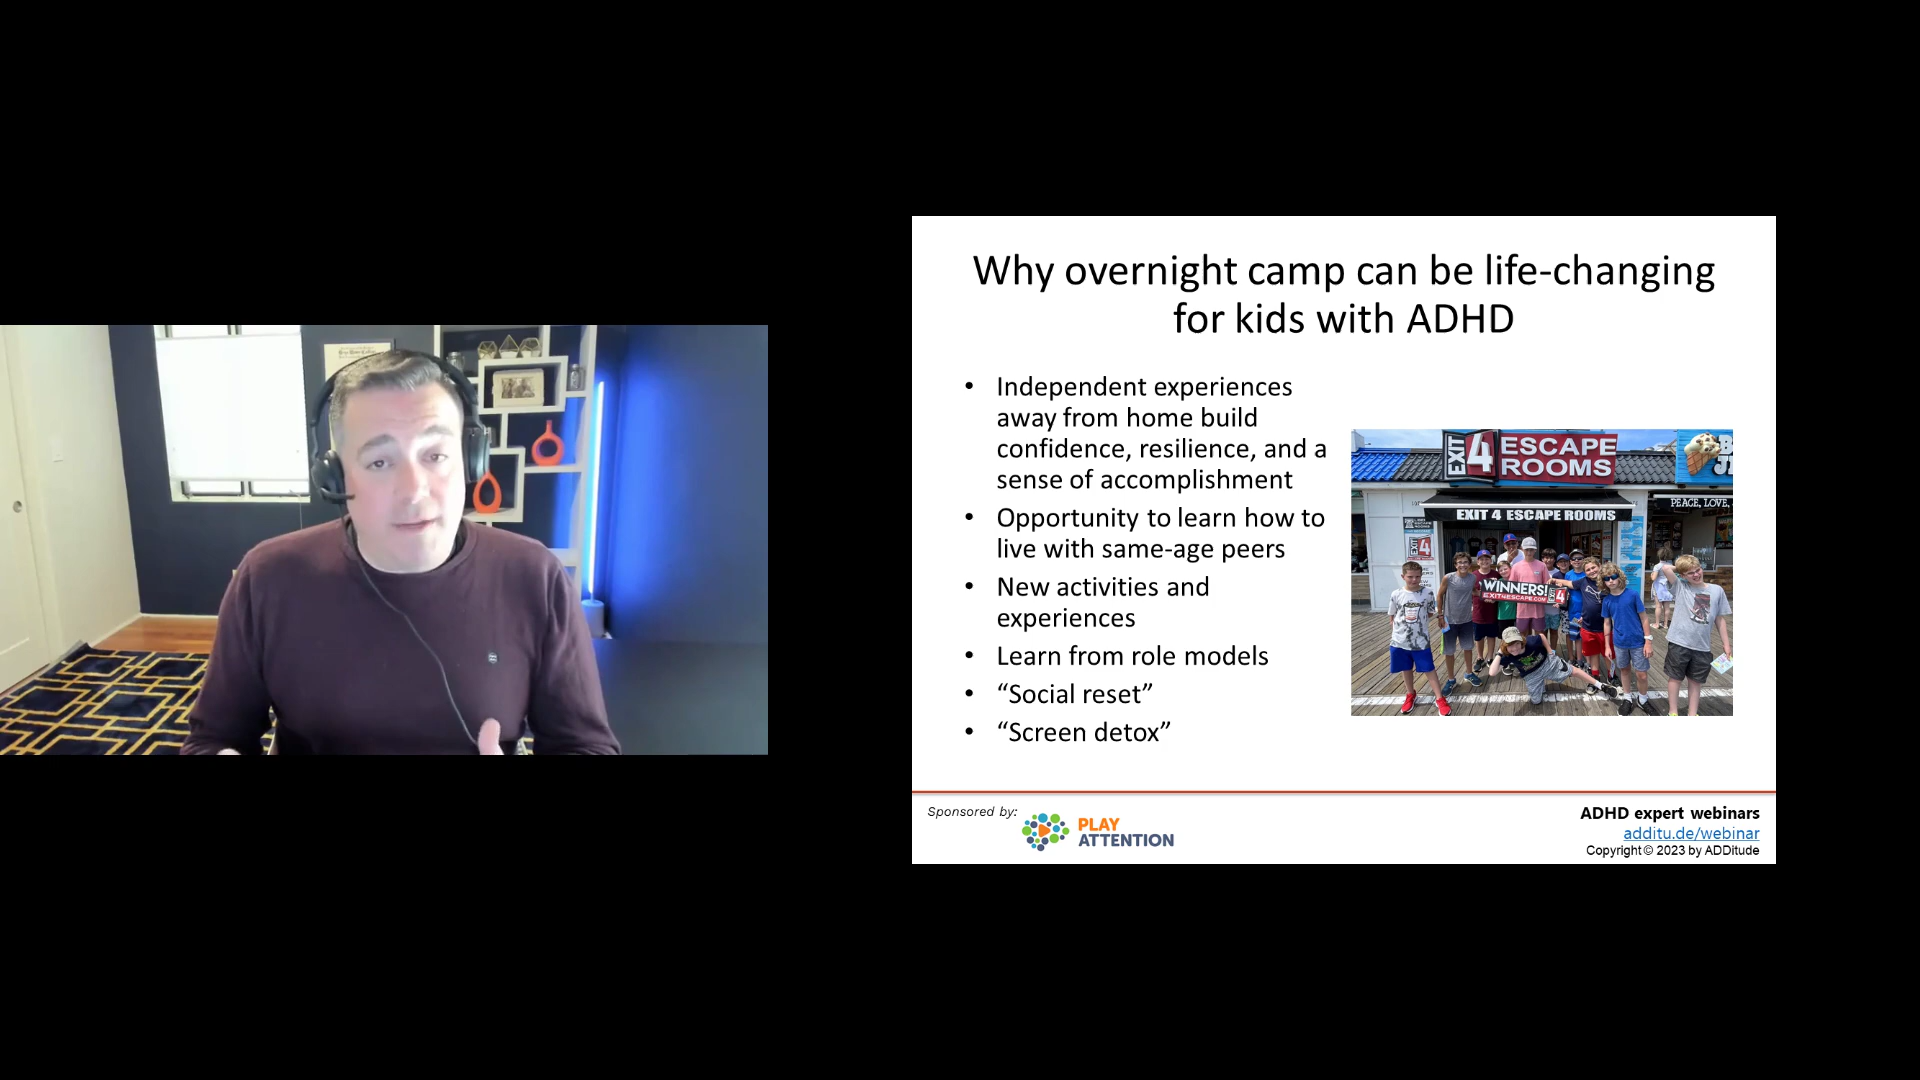 Why overnight camp can be life-changing
for kids with ADHD
• Independent experiences
away from home build
confidence, resilience, and a
sense of accomplishment
• Opportunity to learn how to
live with same-age peers
• New activities and
experiences
• Learn from role models
• “Social reset”
• “Screen detox”
EXIT 4 ESCAPE
ROOMS
PEACE, LOVE,
EXIT 4 ESCAPE ROOMS
WINNERS!
Sponsored by:
PLAY
ATTENTION
ADHD expert webinars
additu.de/webinar
Copyright © 2023 by ADDitude